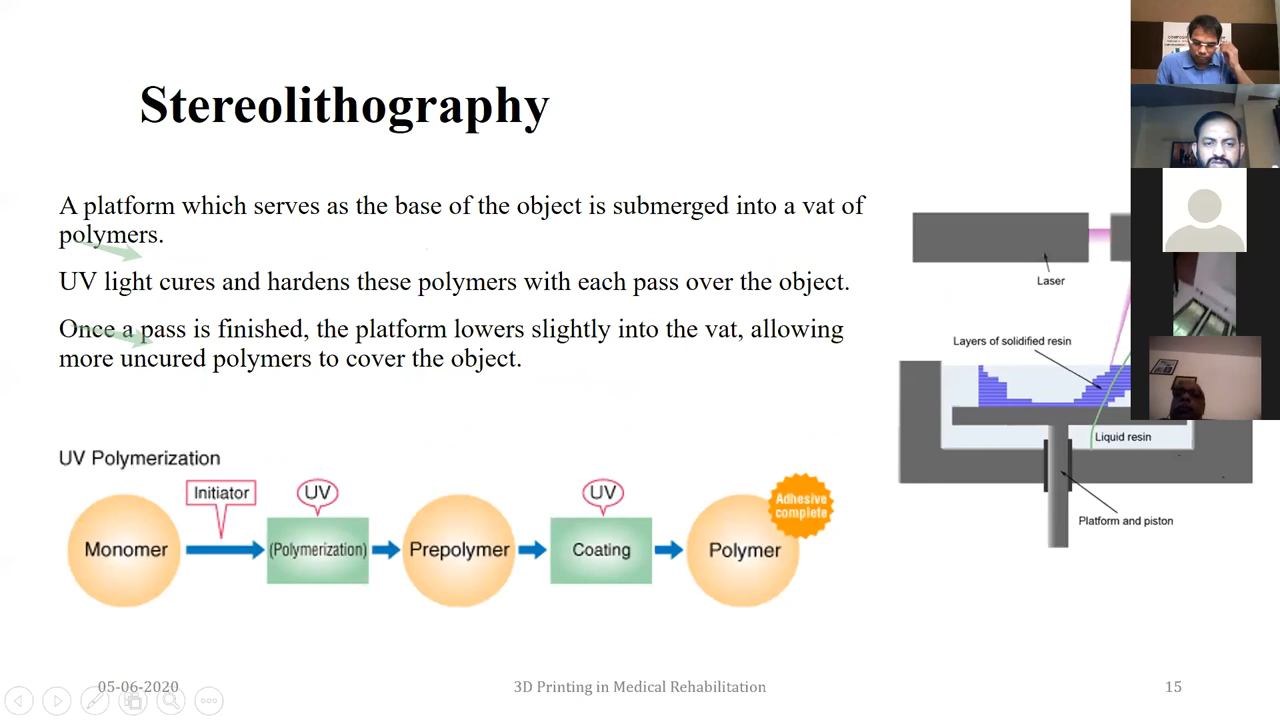 Stereolithography
A platform which serves as the base of the object is submerged into a vat of
polymers.
UV light cures and hardens these polymers with each pass over the object.
Once a pass is finished, the platform lowers slightly into the vat, allowing
more uncured polymers to cover the object.
Laser
Layers of solidified resin
Liquid resin
Platform and piston
UV Polymerization
Initiator
UV
UV
Adhesive
complete
Monomer
(Polymerization)
Prepolymer
Coating
Polymer
05-06-2020
3D Printing in Medical Rehabilitation
15